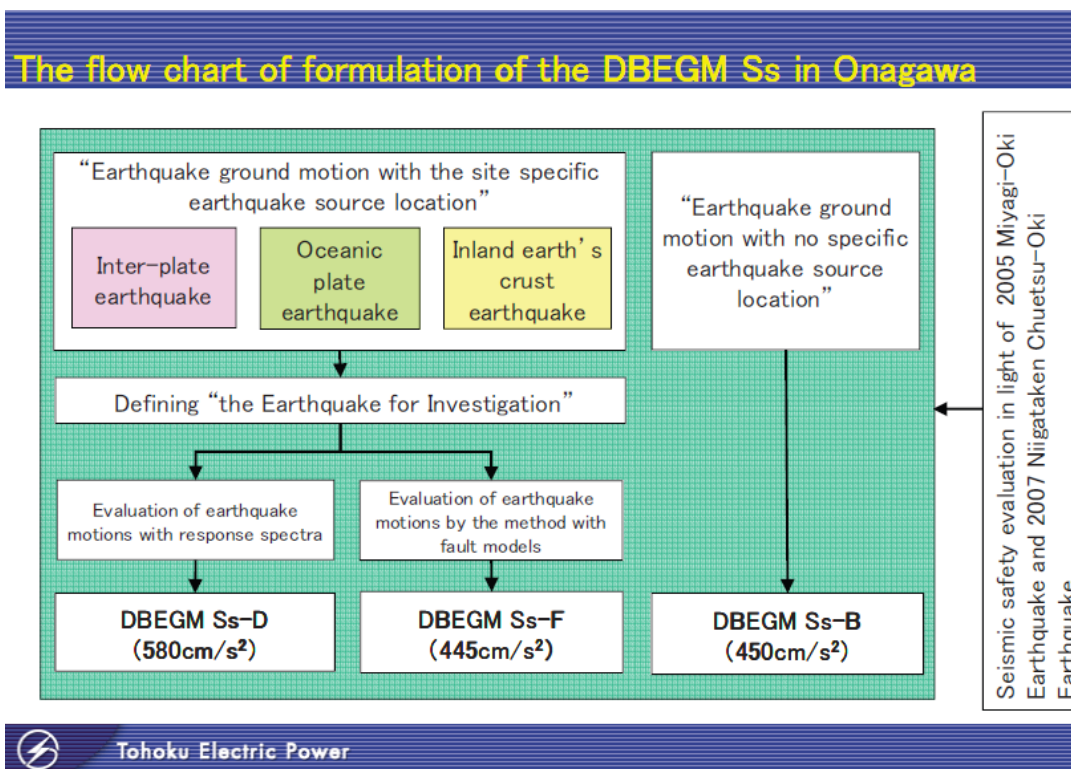 The flow chart of formulation of the DBEGM Ss in Onagawa
“Earthquake ground motion with the site specific
earthquake source location”
Inter-plate
earthquake
Oceanic
plate
earthquake
Inland earth’s
crust
earthquake
“Earthquake ground
motion with no specific
earthquake source
location”
Defining “the Earthquake for Investigation”
Evaluation of earthquake
motions with response spectra
Evaluation of earthquake
motions by the method with
fault models
DBEGM Ss-D
(580cm/s²)
DBEGM Ss-F
(445cm/s²)
DBEGM Ss-B
(450cm/s²)
Seismic safety evaluation in light of 2005 Miyagi-Oki
Earthquake and 2007 Niigataken Chuetsu-Oki
Earthquake
Tohoku Electric Power